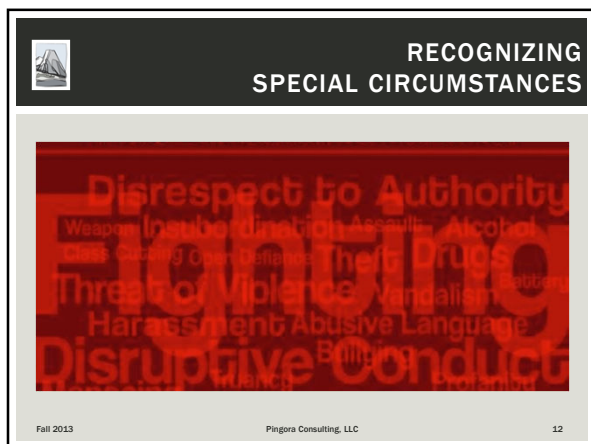 RECOGNIZING
SPECIAL CIRCUMSTANCES
Disrespect to Authority
Fighting
Weapon Insubordination Assault Alcohol
Class Cutting Open Defiance Theft Drugs
Battery
Threat of Violence Vandalism
Harassment Abusive Language
Bullying
Disruptive Conduct
Menacing Truancy Profanity
Fall 2013 Pingora Consulting, LLC 12